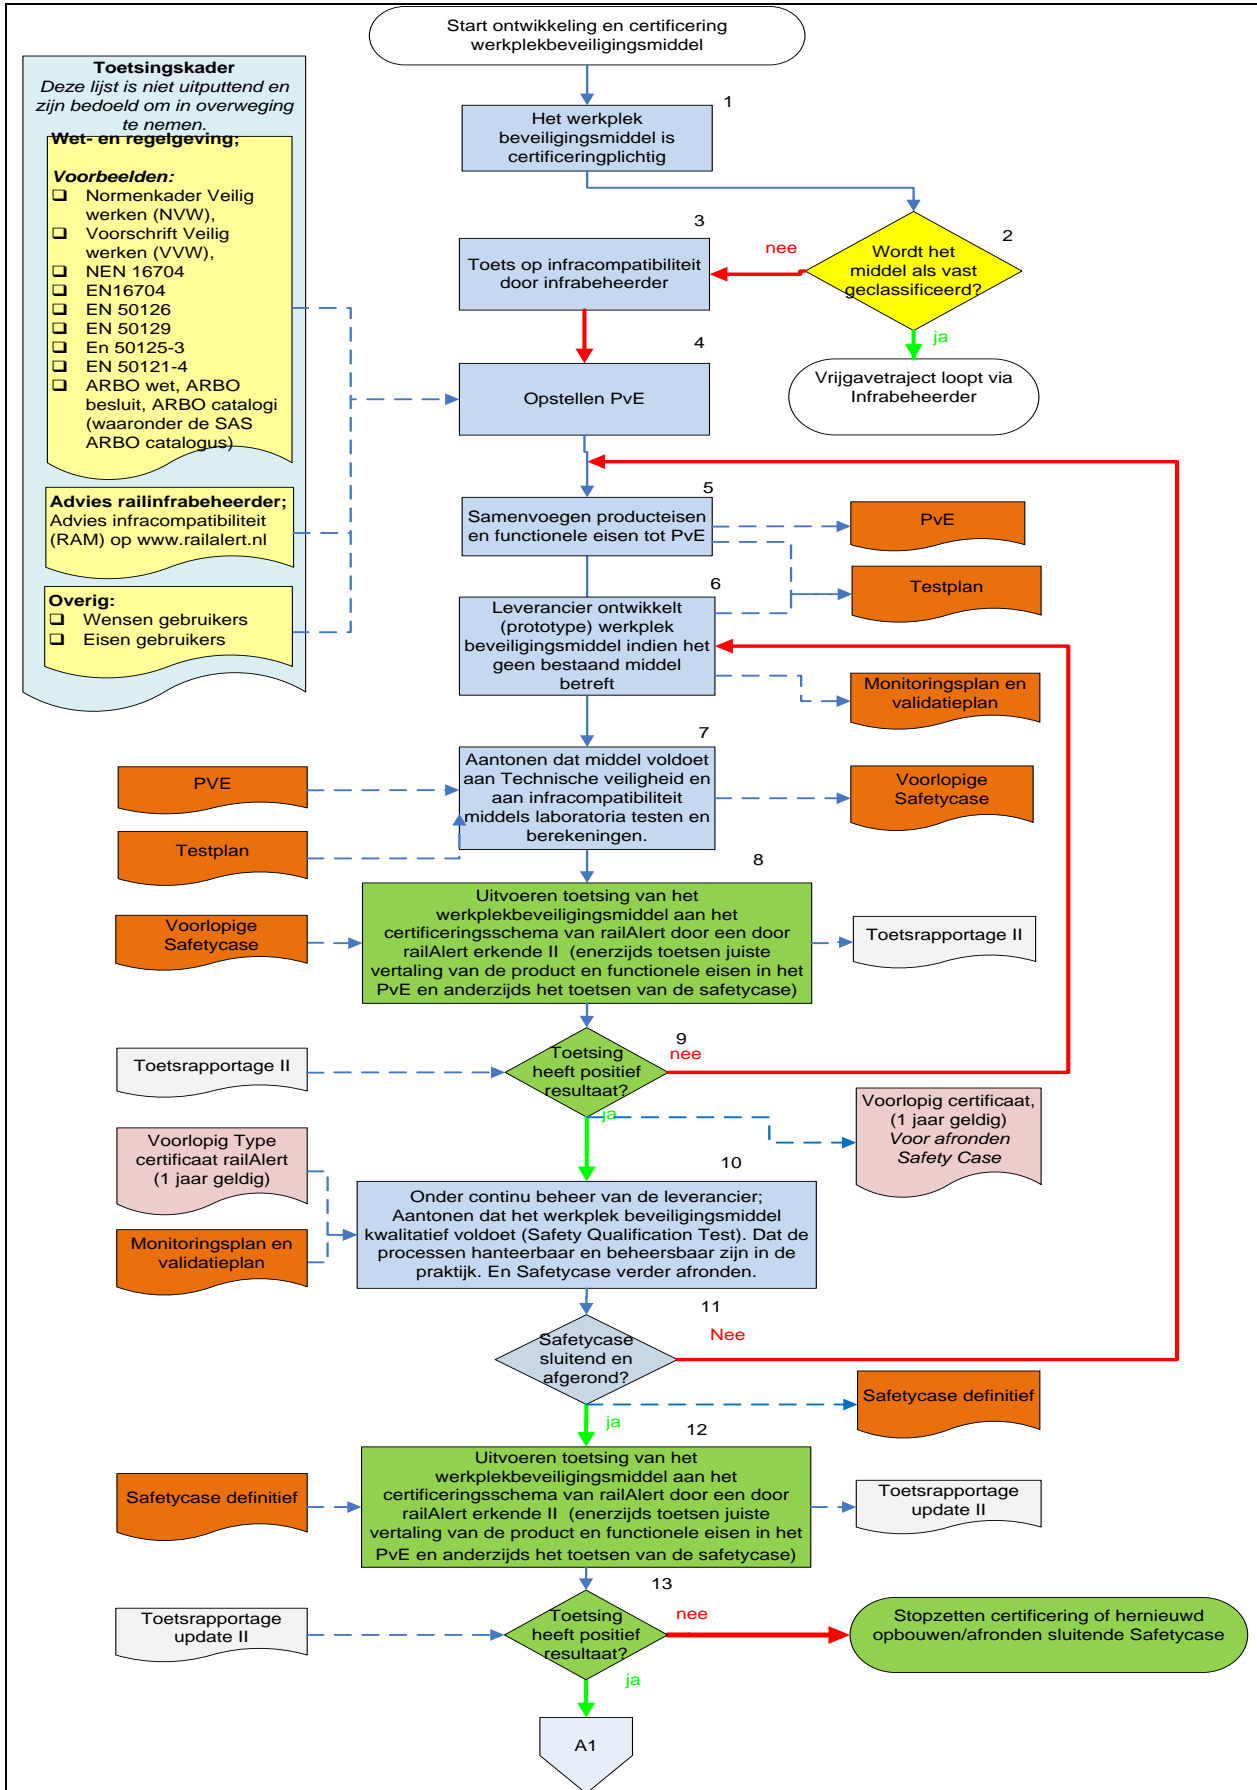 Start ontwikkeling en certificering
werkplekbeveiligingsmiddel
Toetsingskader
Deze lijst is niet uitputtend en
zijn bedoeld om in overweging
te nemen.
Wet- en regelgeving;
Voorbeelden:
Normenkader Veilig
werken (NVW),
Voorschrift Veilig
werken (VVW),
NEN 16704
EN16704
EN 50126
EN 50129
En 50125-3
EN 50121-4
ARBO wet, ARBO
besluit, ARBO catalogi
(waaronder de SAS
ARBO catalogus)
Advies railinfrabeheerder;
Advies infracompatibiliteit
(RAM) op www.railalert.nl
Overig:
Wensen gebruikers
Eisen gebruikers
1
Het werkplek
beveiligingsmiddel is
certificeringplichtig
2
Wordt het
middel als vast
geclassificeerd?
nee
ja
Vrijgavetraject loopt via
Infrabeheerder
3
Toets op infracompatibiliteit
door infrabeheerder
4
Opstellen PvE
5
Samenvoegen producteisen
en functionele eisen tot PvE
PvE
Testplan
6
Leverancier ontwikkelt
(prototype) werkplek
beveiligingsmiddel indien het
geen bestaand middel
betreft
Monitoringsplan en
validatieplan
7
PVE
Testplan
Aantonen dat middel voldoet
aan Technische veiligheid en
aan infracompatibiliteit
middels laboratoria testen en
berekeningen.
Voorlopige
Safetycase
8
Voorlopige
Safetycase
Uitvoeren toetsing van het
werkplekbeveiligingsmiddel aan het
certificeringsschema van railAlert door een door
railAlert erkende II (enerzijds toetsen juiste
vertaling van de product en functionele eisen in het
PvE en anderzijds het toetsen van de safetycase)
Toetsrapportage II
9
Toetsrapportage II
Toetsing
heeft positief
resultaat?
nee
ja
Voorlopig certificaat,
(1 jaar geldig)
Voor afronden
Safety Case
10
Voorlopig Type
certificaat railAlert
(1 jaar geldig)
Monitoringsplan en
validatieplan
Onder continu beheer van de leverancier;
Aantonen dat het werkplek beveiligingsmiddel
kwalitatief voldoet (Safety Qualification Test). Dat de
processen hanteerbaar en beheersbaar zijn in de
praktijk. En Safetycase verder afronden.
11
Safetycase
sluitend en
afgerond?
Nee
ja
Safetycase definitief
12
Safetycase definitief
Uitvoeren toetsing van het
werkplekbeveiligingsmiddel aan het
certificeringsschema van railAlert door een door
railAlert erkende II (enerzijds toetsen juiste
vertaling van de product en functionele eisen in het
PvE en anderzijds het toetsen van de safetycase)
Toetsrapportage
update II
13
Toetsrapportage
update II
Toetsing
heeft positief
resultaat?
nee
ja
Stopzetten certificering of hernieuwd
opbouwen/afronden sluitende Safetycase
A1